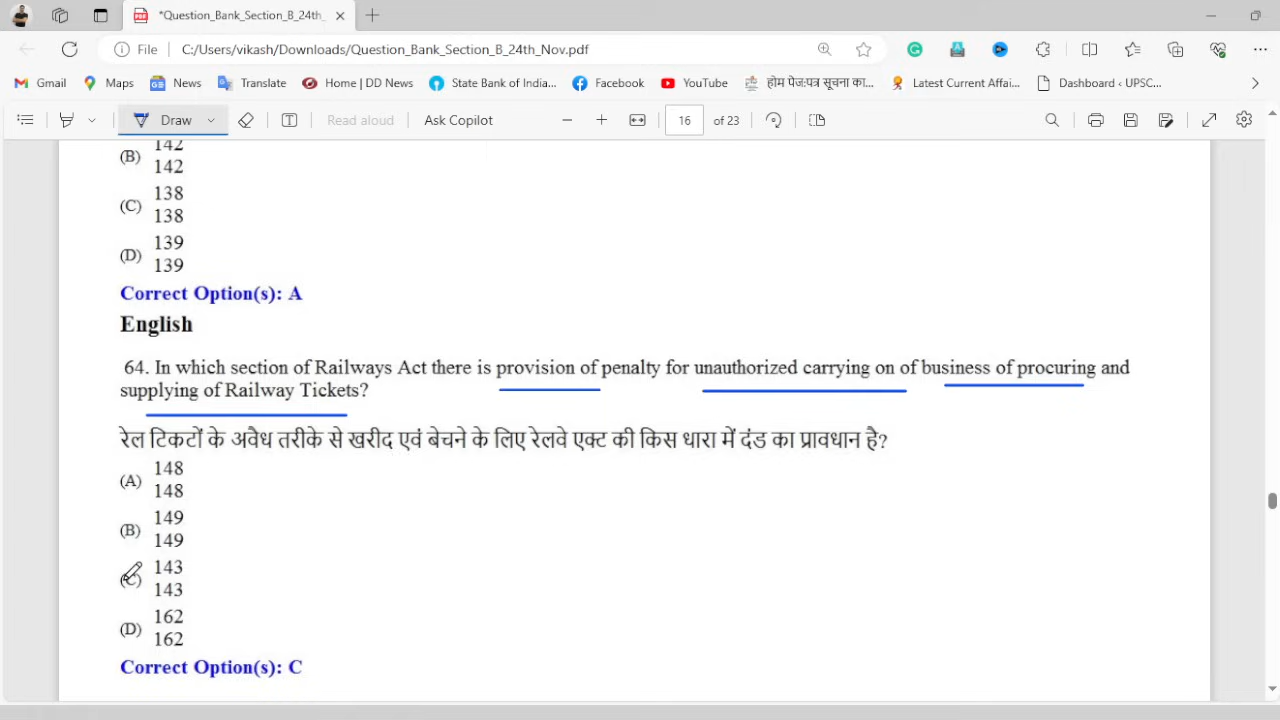 *Question_Bank_Section_B_24th_
File C:/Users/vikash/Downloads/Question_Bank_Section_B_24th_Nov.pdf
Gmail Maps News Translate Home | DD News State Bank of India... Facebook YouTube होम पेज:पत्र सूचना का... Latest Current Affai... Dashboard ‹ UPSC...
Draw Read aloud Ask Copilot 16 of 23
142
(B)
142
138
(C)
138
139
(D)
139
Correct Option(s): A
English
64. In which section of Railways Act there is provision of penalty for unauthorized carrying on of business of procuring and
supplying of Railway Tickets?
रेल टिकटों के अवैध तरीके से खरीद एवं बेचने के लिए रेलवे एक्ट की किस धारा में दंड का प्रावधान है?
148
(A)
148
149
(B)
149
143
(C)
143
162
(D)
162
Correct Option(s): C